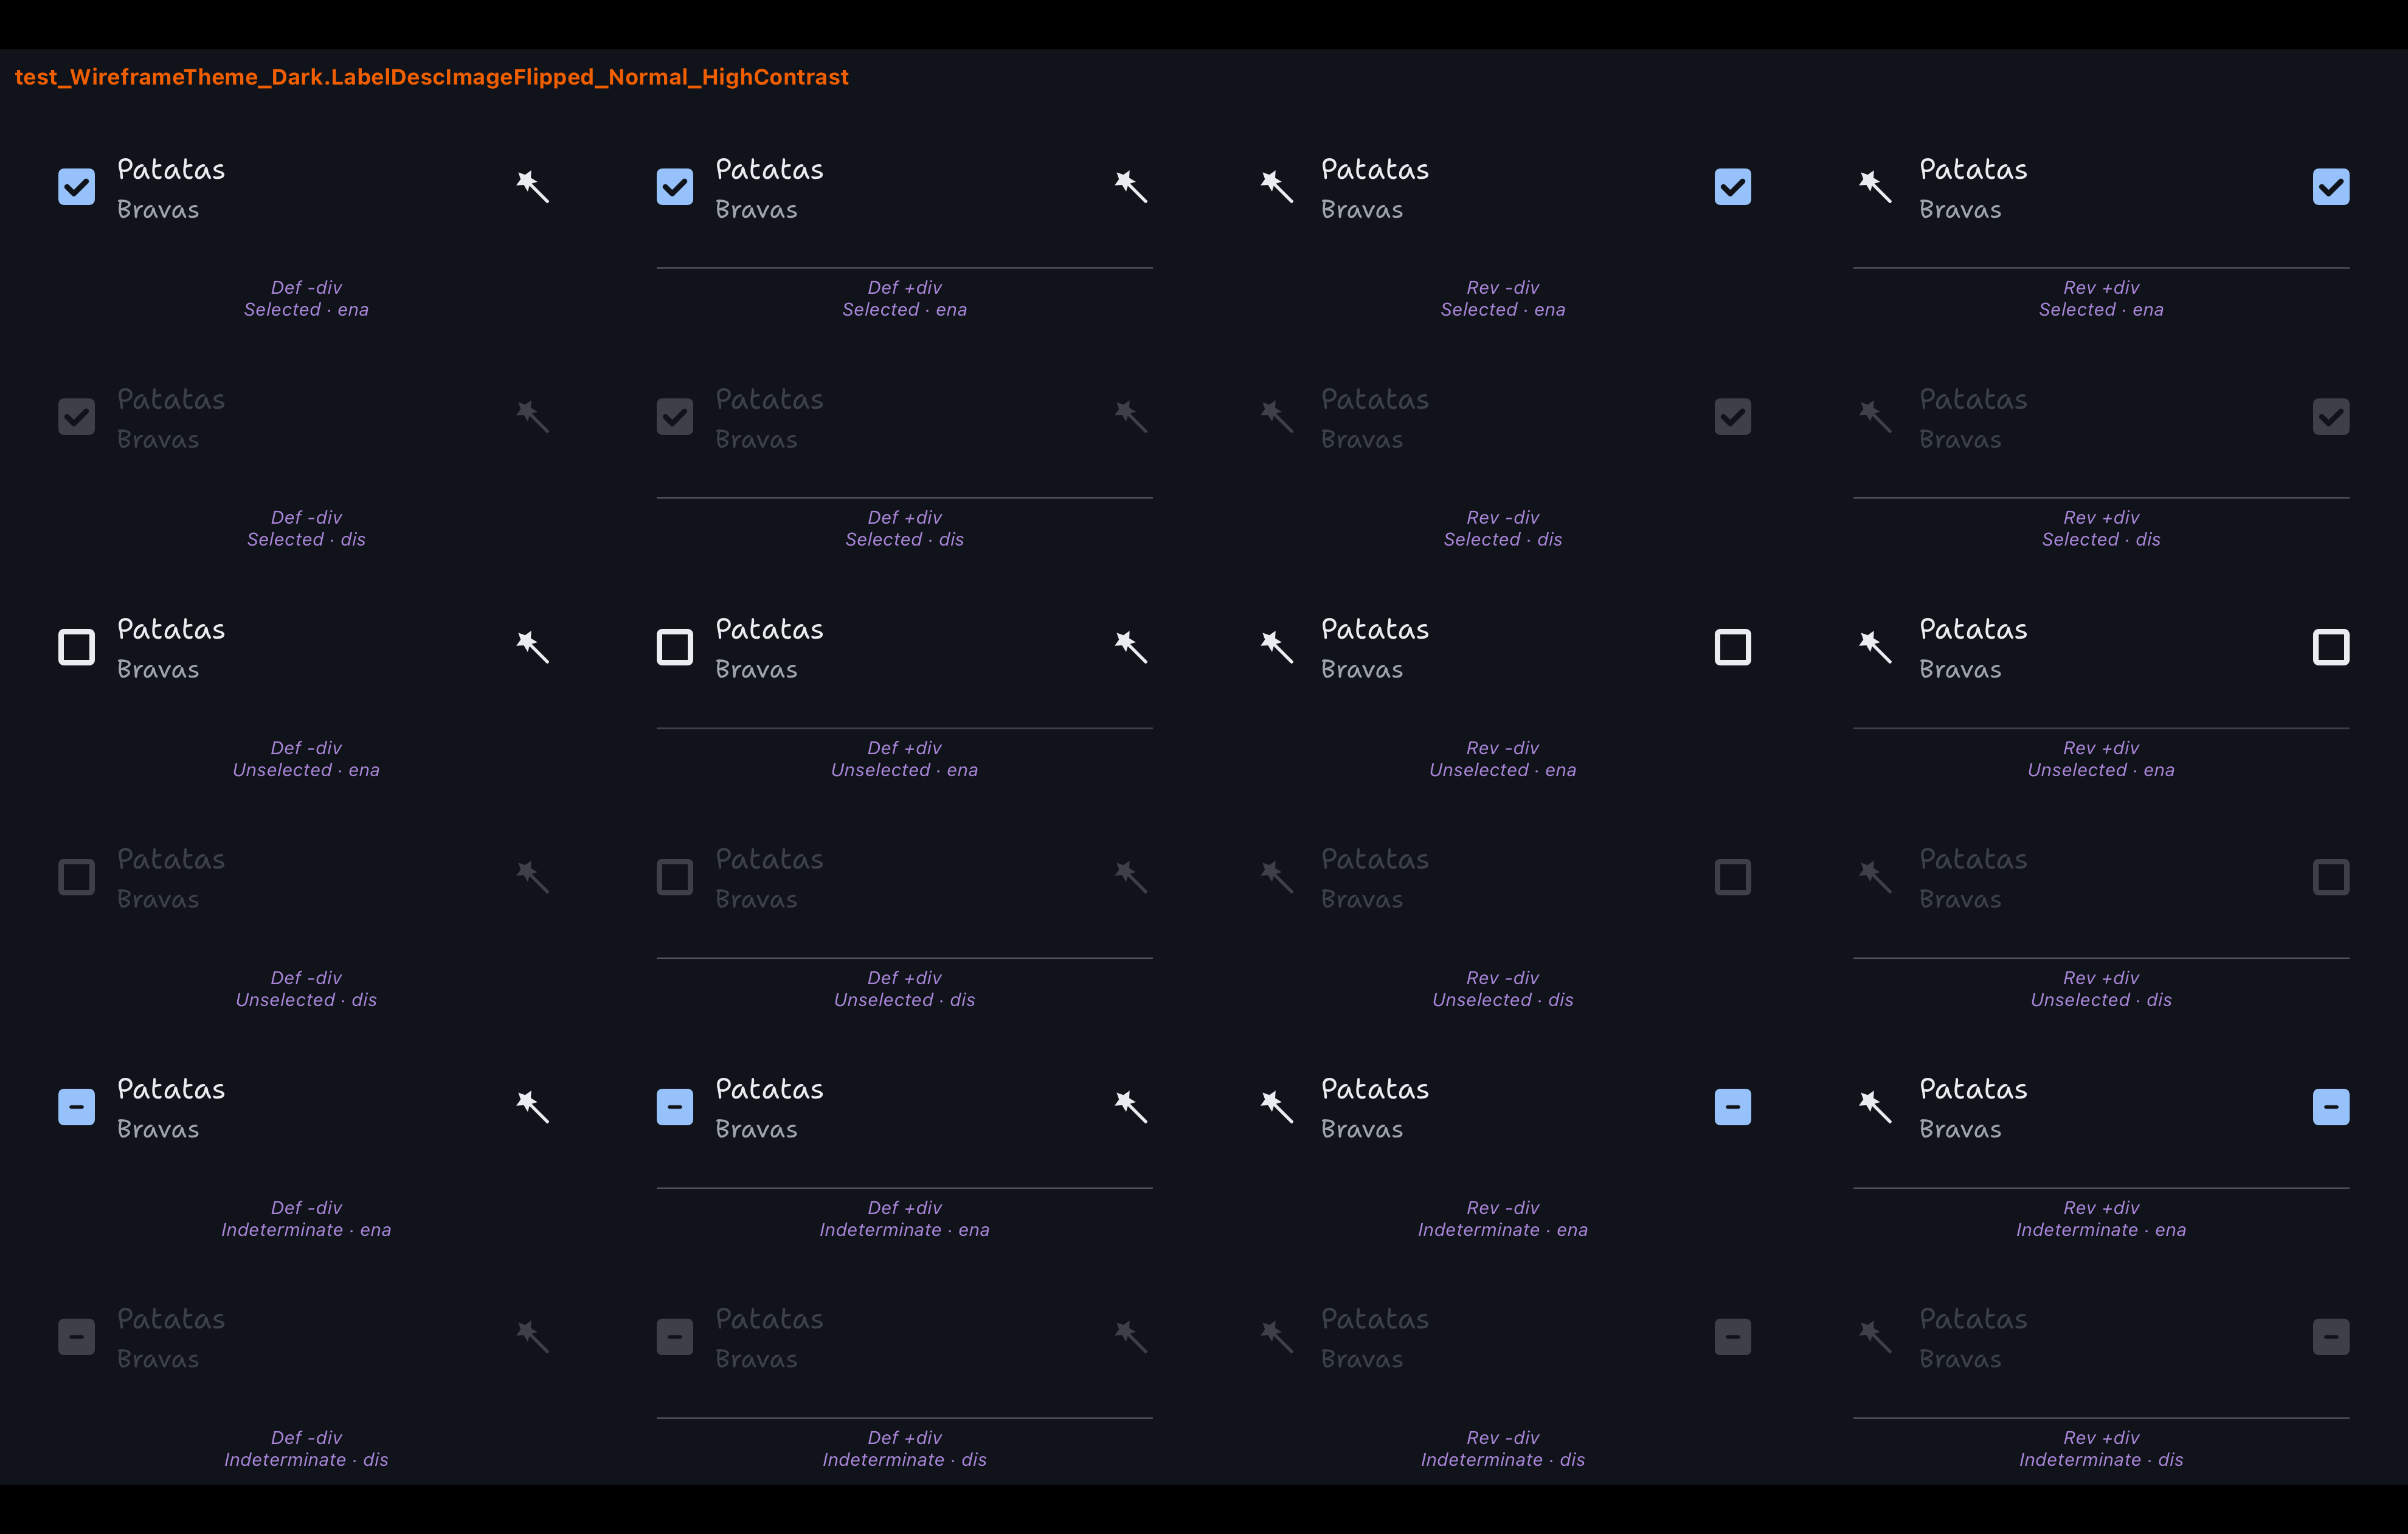 test_WireframeTheme_Dark.LabelDescImageFlipped_Normal_HighContrast
Patatas
Bravas
Def -div
Selected · ena
Patatas
Bravas
Def +div
Selected · ena
Patatas
Bravas
Rev -div
Selected · ena
Patatas
Bravas
Rev +div
Selected · ena
Patatas
Bravas
Def -div
Selected · dis
Patatas
Bravas
Def +div
Selected · dis
Patatas
Bravas
Rev -div
Selected · dis
Patatas
Bravas
Rev +div
Selected · dis
Patatas
Bravas
Def -div
Unselected · ena
Patatas
Bravas
Def +div
Unselected · ena
Patatas
Bravas
Rev -div
Unselected · ena
Patatas
Bravas
Rev +div
Unselected · ena
Patatas
Bravas
Def -div
Unselected · dis
Patatas
Bravas
Def +div
Unselected · dis
Patatas
Bravas
Rev -div
Unselected · dis
Patatas
Bravas
Rev +div
Unselected · dis
Patatas
Bravas
Def -div
Indeterminate · ena
Patatas
Bravas
Def +div
Indeterminate · ena
Patatas
Bravas
Rev -div
Indeterminate · ena
Patatas
Bravas
Rev +div
Indeterminate · ena
Patatas
Bravas
Def -div
Indeterminate · dis
Patatas
Bravas
Def +div
Indeterminate · dis
Patatas
Bravas
Rev -div
Indeterminate · dis
Patatas
Bravas
Rev +div
Indeterminate · dis